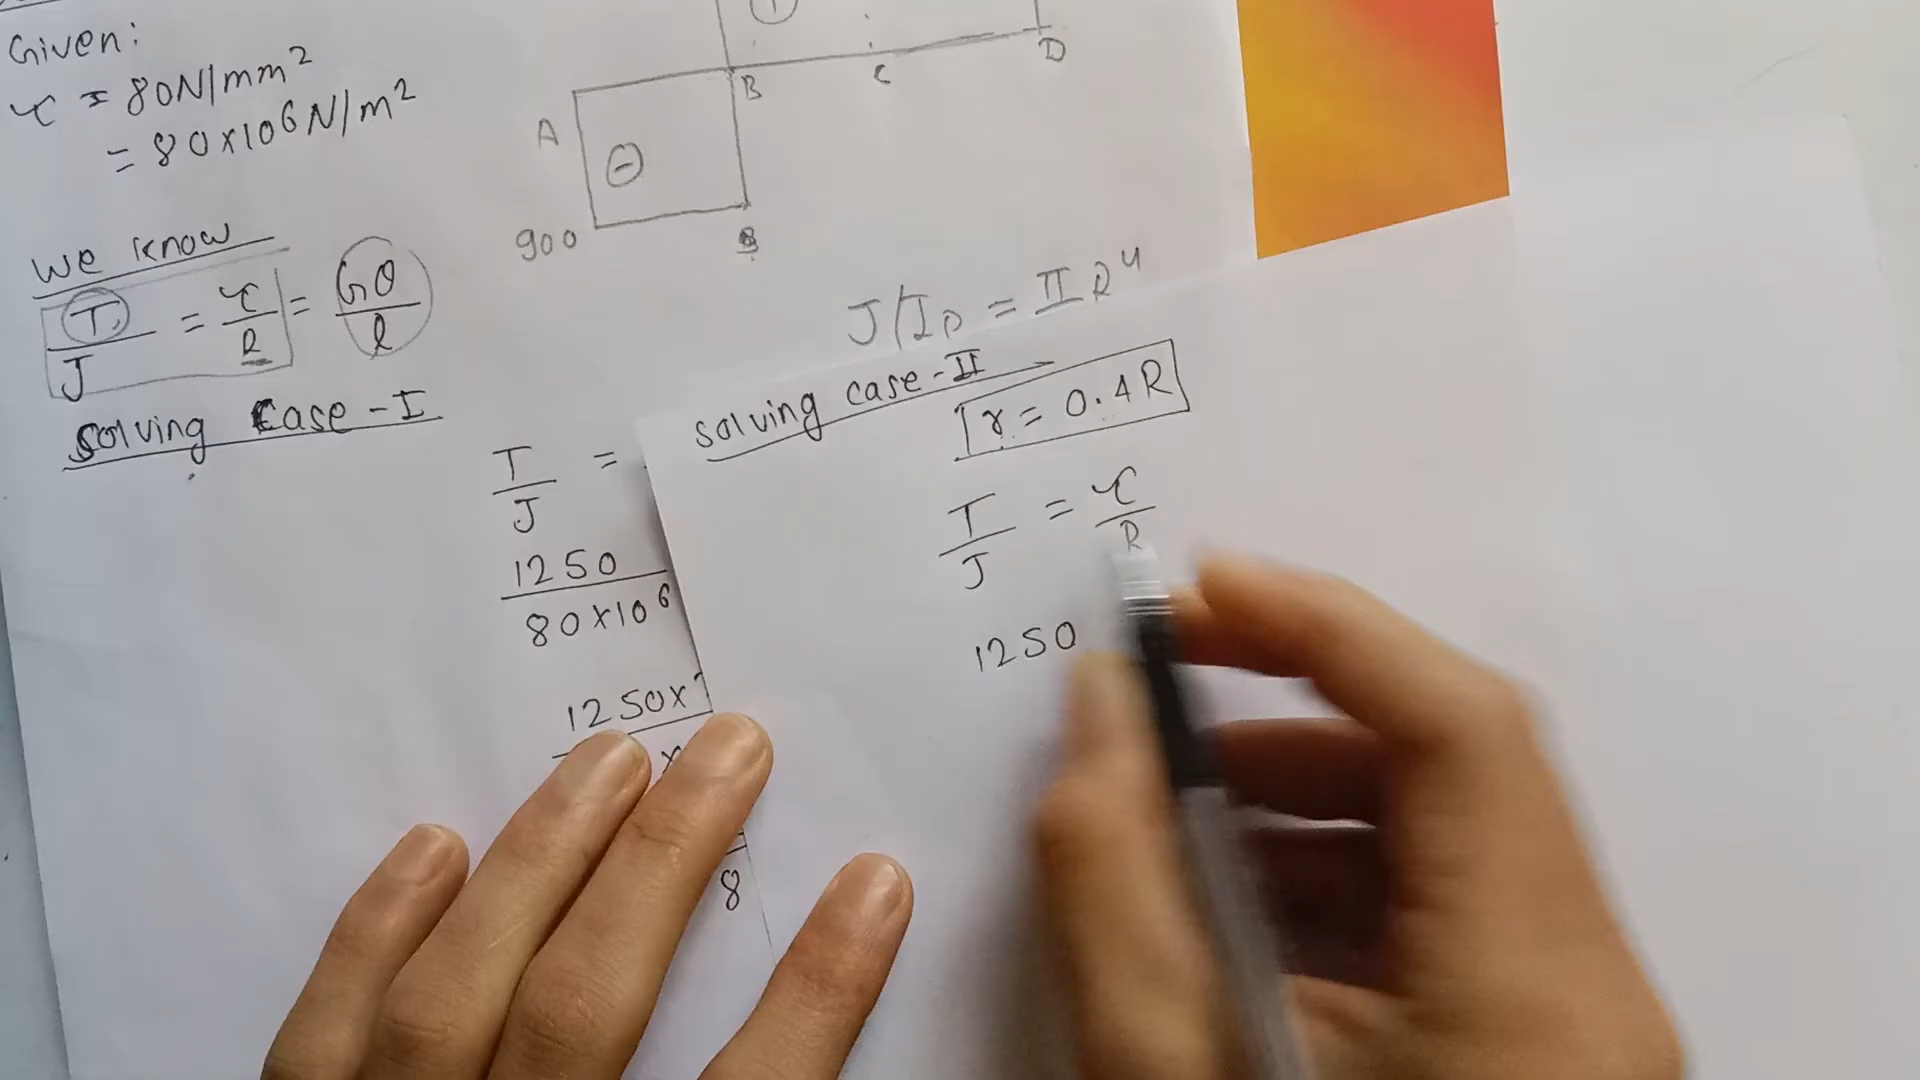 Given:
τ = 80N/mm²
= 80×10⁶N/m²
B
C
D
A
⊖
900
B
we know
T/J = τ/R = Gθ/l
J/Ip = πR⁴
Solving Case-I
T/J =
1250/80×10⁶
1250×
×
8
solving case-II
r = 0.4R
T/J = τ/R
1250